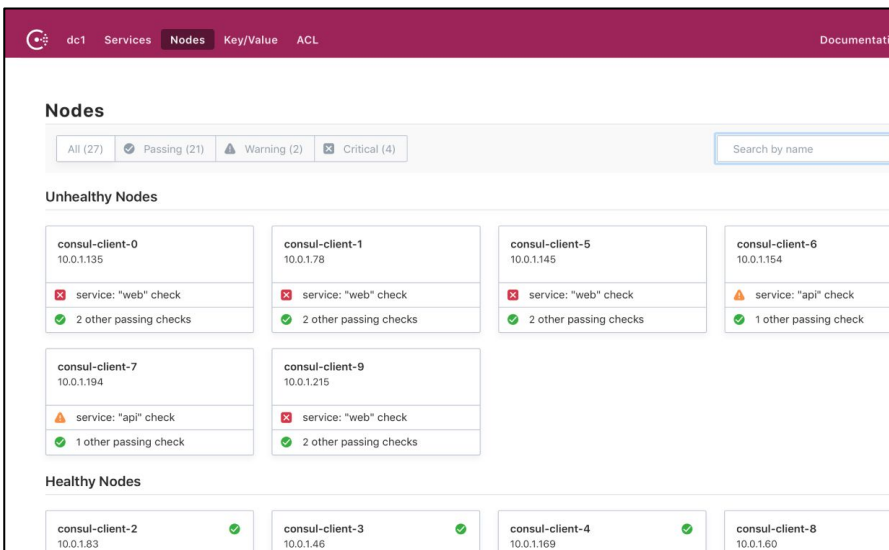 dc1 Services Nodes Key/Value ACL Documentati
Nodes
All (27) Passing (21) Warning (2) Critical (4) Search by name
Unhealthy Nodes
consul-client-0
10.0.1.135
service: "web" check
2 other passing checks
consul-client-1
10.0.1.78
service: "web" check
2 other passing checks
consul-client-5
10.0.1.145
service: "web" check
2 other passing checks
consul-client-6
10.0.1.154
service: "api" check
1 other passing check
consul-client-7
10.0.1.194
service: "api" check
1 other passing check
consul-client-9
10.0.1.215
service: "web" check
2 other passing checks
Healthy Nodes
consul-client-2
10.0.1.83
consul-client-3
10.0.1.46
consul-client-4
10.0.1.169
consul-client-8
10.0.1.60